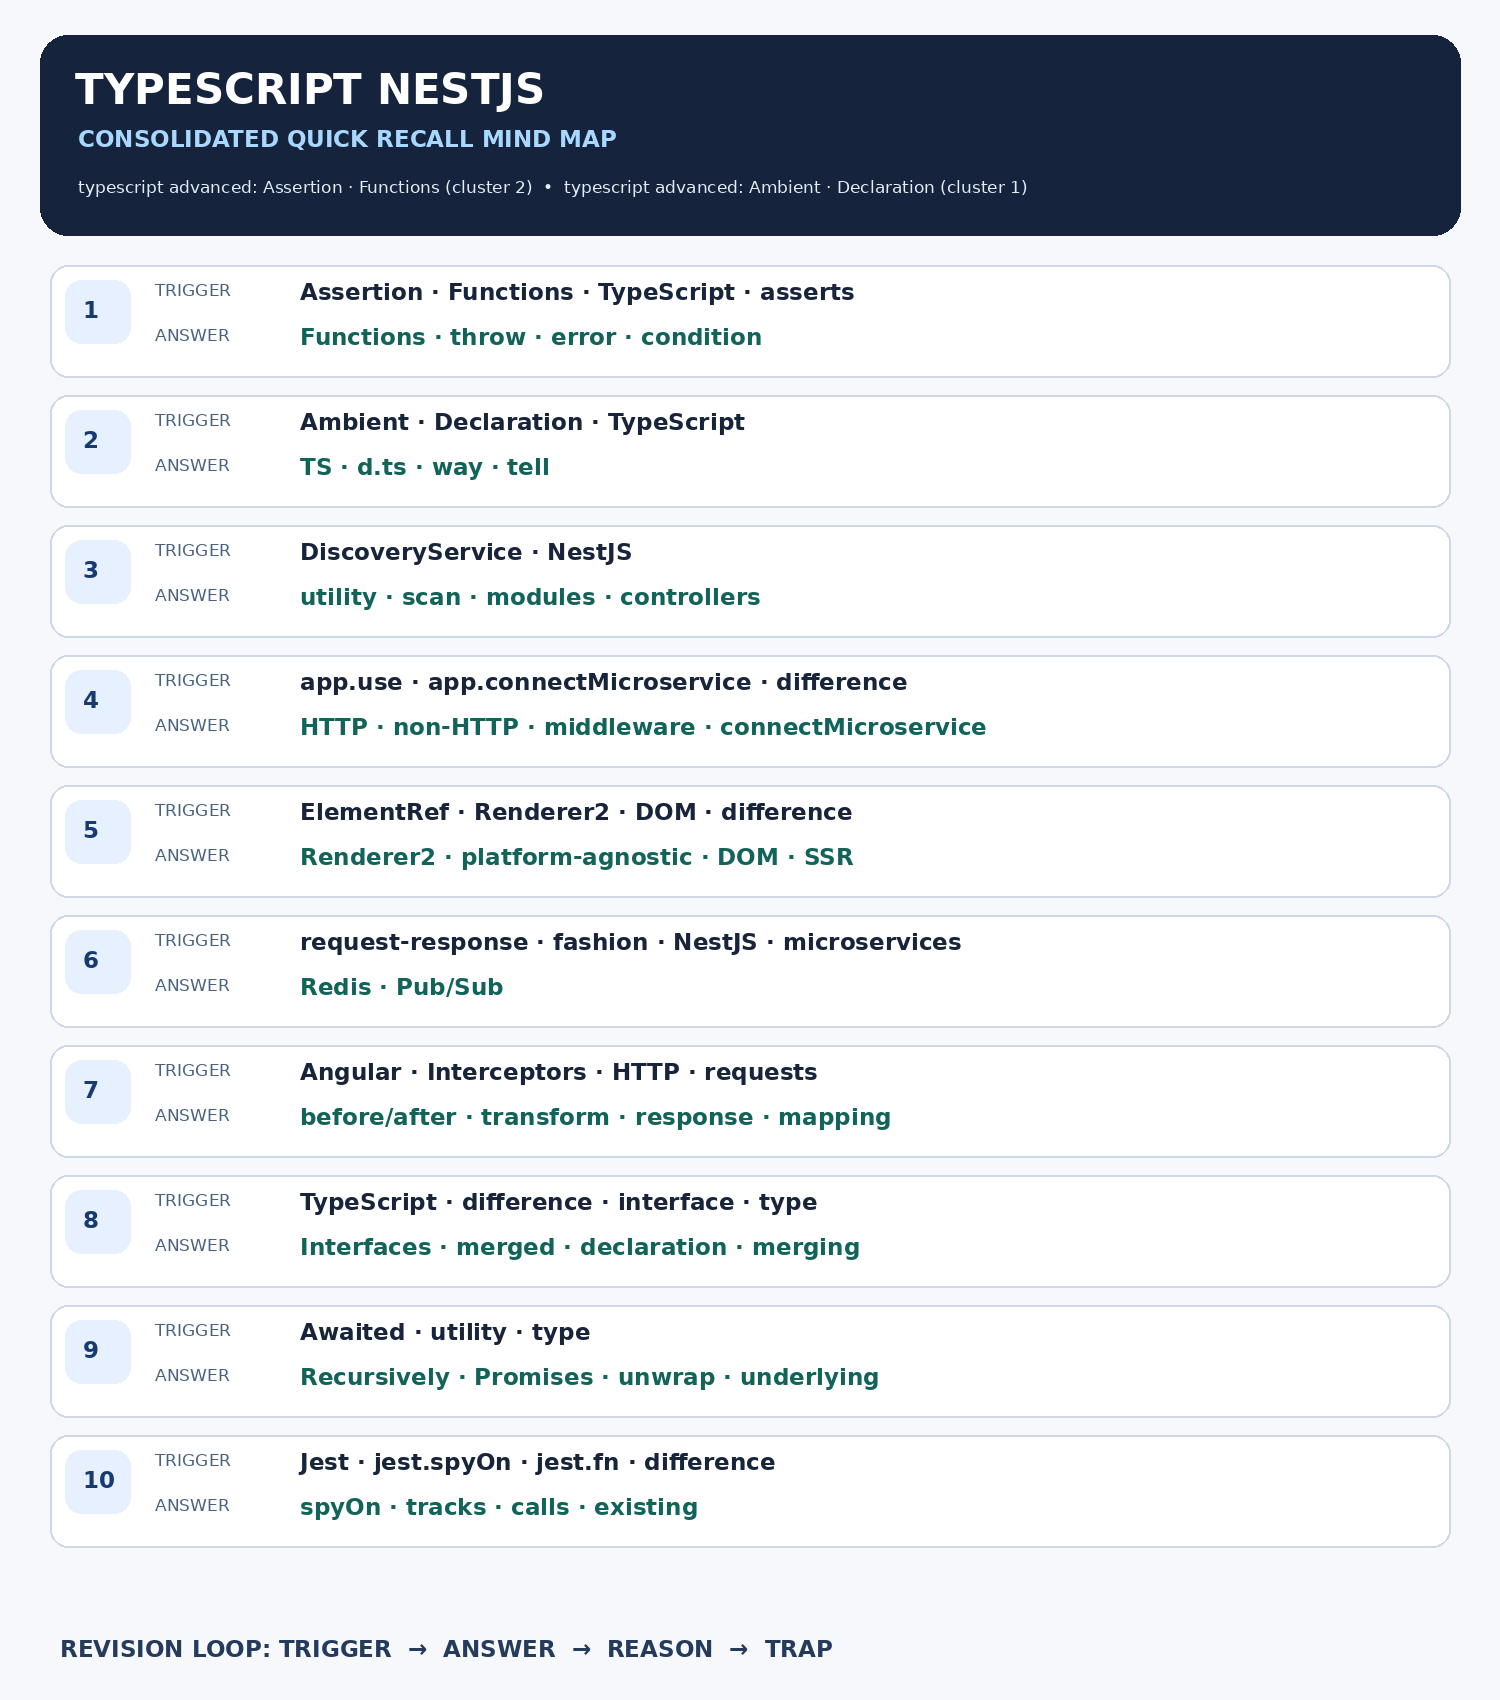 TYPESCRIPT NESTJS
CONSOLIDATED QUICK RECALL MIND MAP
typescript advanced: Assertion · Functions (cluster 2) • typescript advanced: Ambient · Declaration (cluster 1)
1
TRIGGER Assertion · Functions · TypeScript · asserts
ANSWER Functions · throw · error · condition
2
TRIGGER Ambient · Declaration · TypeScript
ANSWER TS · d.ts · way · tell
3
TRIGGER DiscoveryService · NestJS
ANSWER utility · scan · modules · controllers
4
TRIGGER app.use · app.connectMicroservice · difference
ANSWER HTTP · non-HTTP · middleware · connectMicroservice
5
TRIGGER ElementRef · Renderer2 · DOM · difference
ANSWER Renderer2 · platform-agnostic · DOM · SSR
6
TRIGGER request-response · fashion · NestJS · microservices
ANSWER Redis · Pub/Sub
7
TRIGGER Angular · Interceptors · HTTP · requests
ANSWER before/after · transform · response · mapping
8
TRIGGER TypeScript · difference · interface · type
ANSWER Interfaces · merged · declaration · merging
9
TRIGGER Awaited · utility · type
ANSWER Recursively · Promises · unwrap · underlying
10
TRIGGER Jest · jest.spyOn · jest.fn · difference
ANSWER spyOn · tracks · calls · existing
REVISION LOOP: TRIGGER → ANSWER → REASON → TRAP